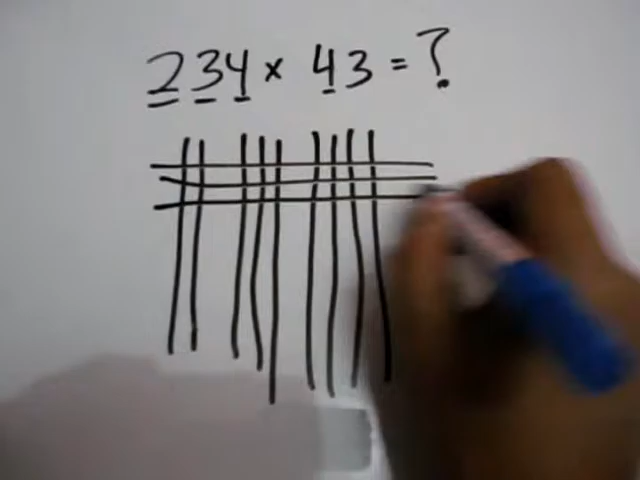 234 × 43 = ?